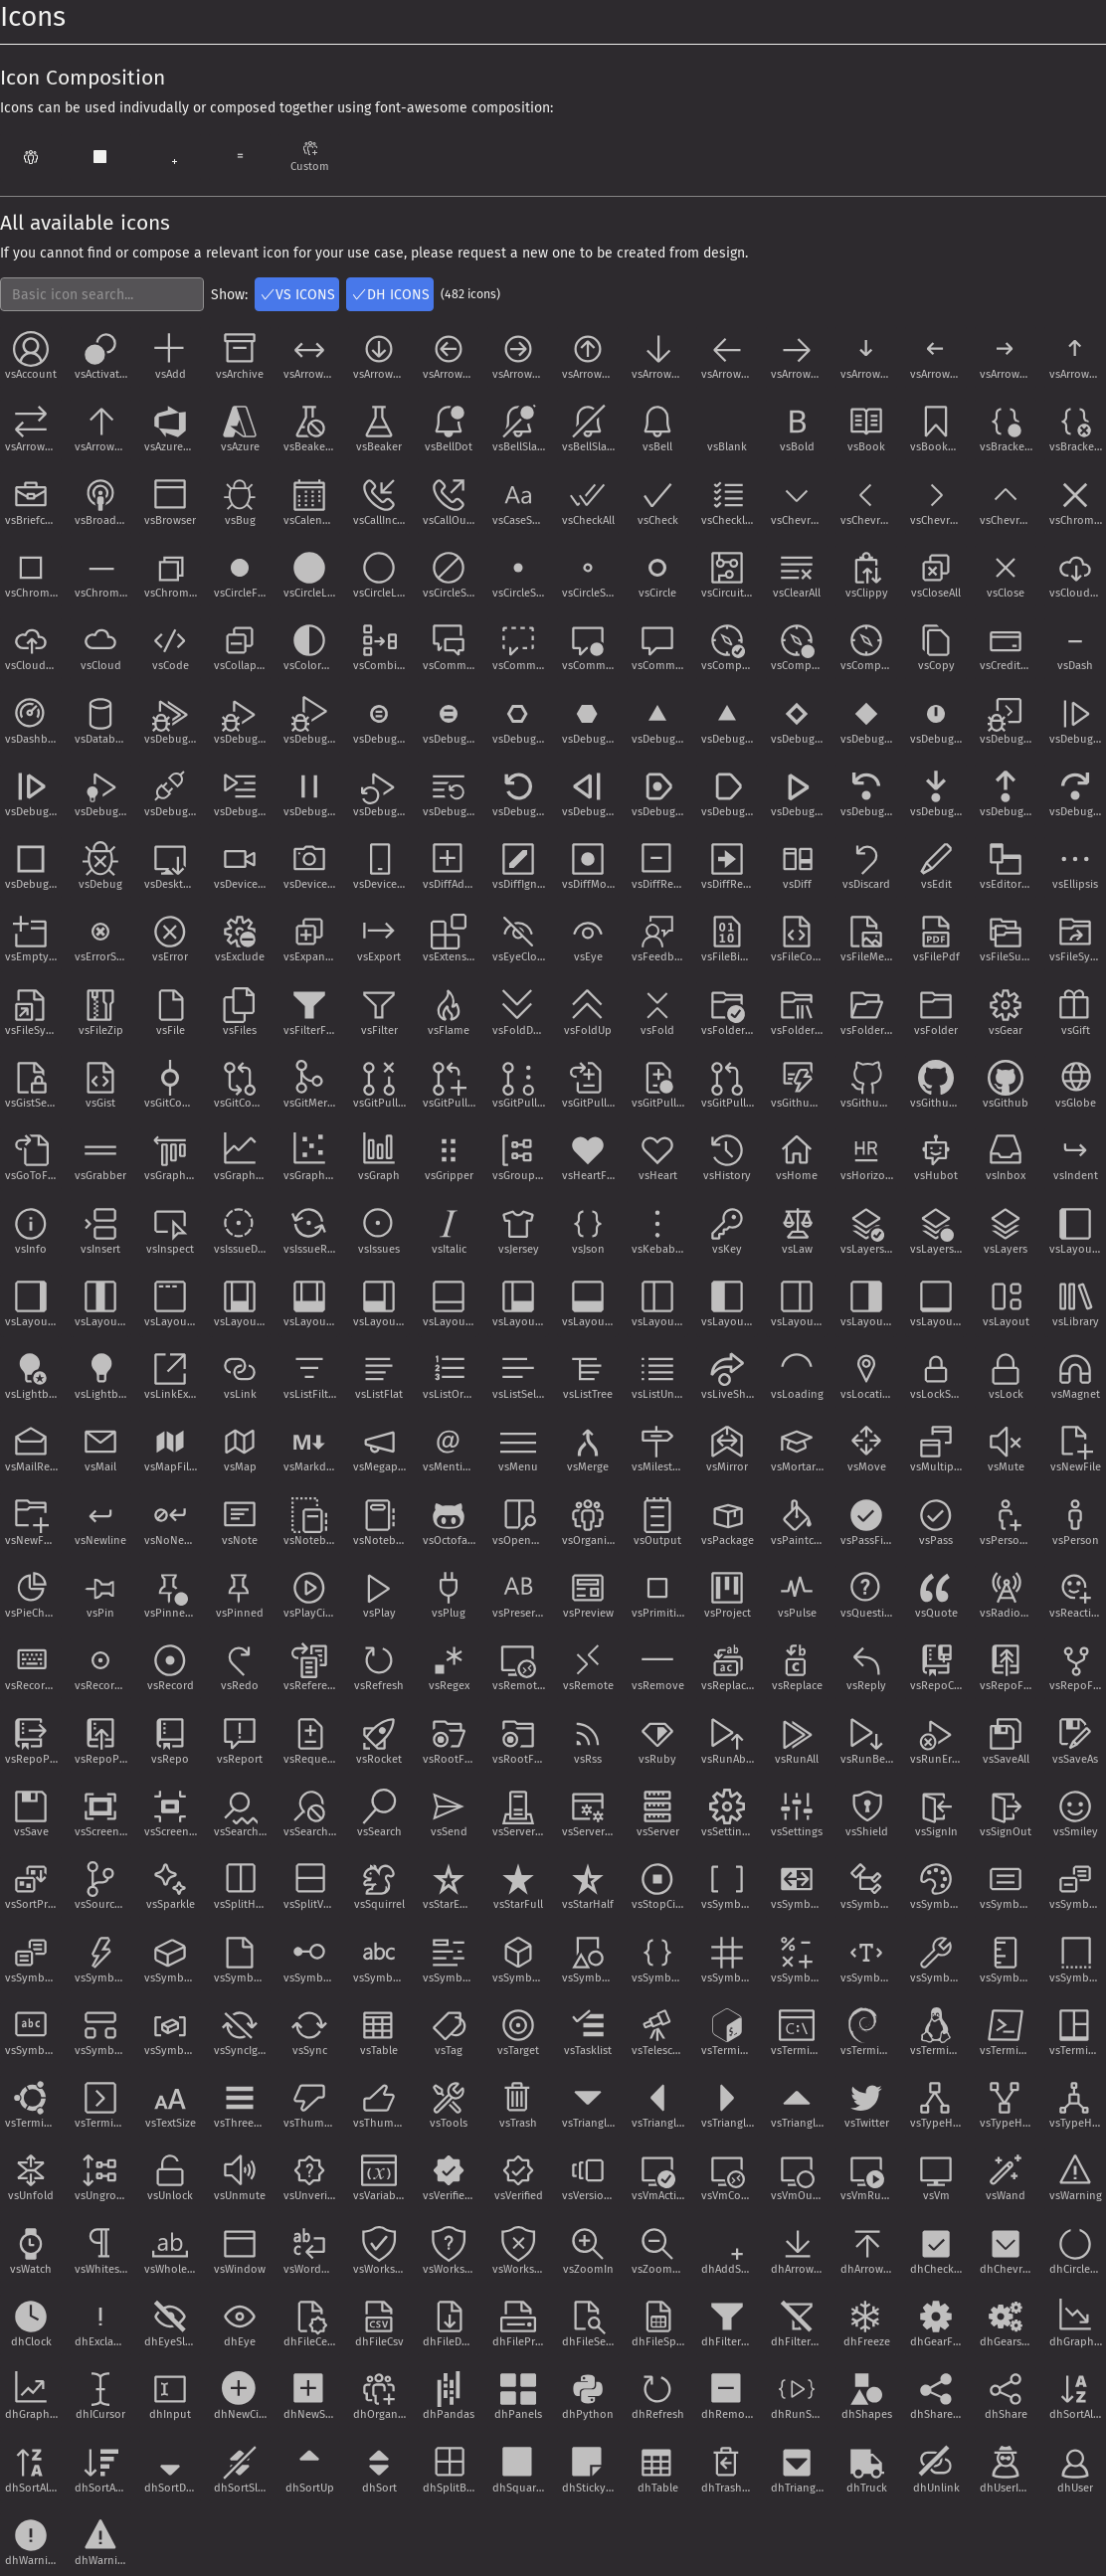 Icons
Icon Composition
Icons can be used indivudally or composed together using font-awesome composition:
+ =
Custom
All available icons
If you cannot find or compose a relevant icon for your use case, please request a new one to be created from design.
Basic icon search... Show: VS ICONS DH ICONS (482 icons)
vsAccount vsActivat... vsAdd vsArchive vsArrow... vsArrow... vsArrow... vsArrow... vsArrow... vsArrow... vsArrow... vsArrow... vsArrow... vsArrow... vsArrow... vsArrow...
vsArrow... vsArrow... vsAzure... vsAzure vsBeake... vsBeaker vsBellDot vsBellSla... vsBellSla... vsBell vsBlank vsBold vsBook vsBook... vsBracke... vsBracke...
vsBriefc... vsBroad... vsBrowser vsBug vsCalen... vsCallInc... vsCallOu... vsCaseS... vsCheckAll vsCheck vsCheckl... vsChevr... vsChevr... vsChevr... vsChevr... vsChrom...
vsChrom... vsChrom... vsChrom... vsCircleF... vsCircleL... vsCircleL... vsCircleS... vsCircleS... vsCircleS... vsCircle vsCircuit... vsClearAll vsClippy vsCloseAll vsClose vsCloud...
vsCloud... vsCloud vsCode vsCollap... vsColor... vsCombi... vsComm... vsComm... vsComm... vsComm... vsComp... vsComp... vsComp... vsCopy vsCredit... vsDash
vsDashb... vsDatab... vsDebug... vsDebug... vsDebug... vsDebug... vsDebug... vsDebug... vsDebug... vsDebug... vsDebug... vsDebug... vsDebug... vsDebug... vsDebug... vsDebug...
vsDebug... vsDebug... vsDebug... vsDebug... vsDebug... vsDebug... vsDebug... vsDebug... vsDebug... vsDebug... vsDebug... vsDebug... vsDebug... vsDebug... vsDebug... vsDebug...
vsDebug... vsDebug vsDeskt... vsDevice... vsDevice... vsDevice... vsDiffAd... vsDiffIgn... vsDiffMo... vsDiffRe... vsDiffRe... vsDiff vsDiscard vsEdit vsEditor... vsEllipsis
vsEmpty... vsErrorS... vsError vsExclude vsExpan... vsExport vsExtens... vsEyeClo... vsEye vsFeedb... vsFileBi... vsFileCo... vsFileMe... vsFilePdf vsFileSu... vsFileSy...
vsFileSy... vsFileZip vsFile vsFiles vsFilterF... vsFilter vsFlame vsFoldD... vsFoldUp vsFold vsFolder... vsFolder... vsFolder... vsFolder vsGear vsGift
vsGistSe... vsGist vsGitCo... vsGitCo... vsGitMer... vsGitPull... vsGitPull... vsGitPull... vsGitPull... vsGitPull... vsGitPull... vsGithu... vsGithu... vsGithu... vsGithub vsGlobe
vsGoToF... vsGrabber vsGraph... vsGraph... vsGraph... vsGraph vsGripper vsGroup... vsHeartF... vsHeart vsHistory vsHome vsHorizo... vsHubot vsInbox vsIndent
vsInfo vsInsert vsInspect vsIssueD... vsIssueR... vsIssues vsItalic vsJersey vsJson vsKebab... vsKey vsLaw vsLayers... vsLayers... vsLayers vsLayou...
vsLayou... vsLayou... vsLayou... vsLayou... vsLayou... vsLayou... vsLayou... vsLayou... vsLayou... vsLayou... vsLayou... vsLayou... vsLayou... vsLayou... vsLayout vsLibrary
vsLightb... vsLightb... vsLinkEx... vsLink vsListFilt... vsListFlat vsListOr... vsListSel... vsListTree vsListUn... vsLiveSh... vsLoading vsLocati... vsLockS... vsLock vsMagnet
vsMailRe... vsMail vsMapFil... vsMap vsMarkd... vsMegap... vsMenti... vsMenu vsMerge vsMilest... vsMirror vsMortar... vsMove vsMultip... vsMute vsNewFile
vsNewF... vsNewline vsNoNe... vsNote vsNoteb... vsNoteb... vsOctofa... vsOpen... vsOrgani... vsOutput vsPackage vsPaintc... vsPassFi... vsPass vsPerso... vsPerson
vsPieCh... vsPin vsPinne... vsPinned vsPlayCi... vsPlay vsPlug vsPreser... vsPreview vsPrimiti... vsProject vsPulse vsQuesti... vsQuote vsRadio... vsReacti...
vsRecor... vsRecor... vsRecord vsRedo vsRefere... vsRefresh vsRegex vsRemot... vsRemote vsRemove vsReplac... vsReplace vsReply vsRepoC... vsRepoF... vsRepoF...
vsRepoP... vsRepoP... vsRepo vsReport vsReque... vsRocket vsRootF... vsRootF... vsRss vsRuby vsRunAb... vsRunAll vsRunBe... vsRunEr... vsSaveAll vsSaveAs
vsSave vsScreen... vsScreen... vsSearch... vsSearch... vsSearch vsSend vsServer... vsServer... vsServer vsSettin... vsSettings vsShield vsSignIn vsSignOut vsSmiley
vsSortPr... vsSourc... vsSparkle vsSplitH... vsSplitV... vsSquirrel vsStarE... vsStarFull vsStarHalf vsStopCi... vsSymb... vsSymb... vsSymb... vsSymb... vsSymb... vsSymb...
vsSymb... vsSymb... vsSymb... vsSymb... vsSymb... vsSymb... vsSymb... vsSymb... vsSymb... vsSymb... vsSymb... vsSymb... vsSymb... vsSymb... vsSymb... vsSymb...
vsSymb... vsSymb... vsSymb... vsSyncIg... vsSync vsTable vsTag vsTarget vsTasklist vsTelesc... vsTermi... vsTermi... vsTermi... vsTermi... vsTermi... vsTermi...
vsTermi... vsTermi... vsTextSize vsThree... vsThum... vsThum... vsTools vsTrash vsTriangl... vsTriangl... vsTriangl... vsTriangl... vsTwitter vsTypeH... vsTypeH... vsTypeH...
vsUnfold vsUngro... vsUnlock vsUnmute vsUnveri... vsVariab... vsVerifie... vsVerified vsVersio... vsVmActi... vsVmCo... vsVmOu... vsVmRu... vsVm vsWand vsWarning
vsWatch vsWhites... vsWhole... vsWindow vsWord... vsWorks... vsWorks... vsWorks... vsZoomIn vsZoom... dhAddS... dhArrow... dhArrow... dhCheck... dhChevr... dhCircle...
dhClock dhExcla... dhEyeSl... dhEye dhFileCe... dhFileCsv dhFileD... dhFilePr... dhFileSe... dhFileSp... dhFilter... dhFilter... dhFreeze dhGearF... dhGears... dhGraph...
dhGraph... dhICursor dhInput dhNewCi... dhNewS... dhOrgan... dhPandas dhPanels dhPython dhRefresh dhRemo... dhRunS... dhShapes dhShare... dhShare dhSortAl...
dhSortAl... dhSortA... dhSortD... dhSortSl... dhSortUp dhSort dhSplitB... dhSquar... dhSticky... dhTable dhTrash... dhTriang... dhTruck dhUnlink dhUserI... dhUser
dhWarni... dhWarni...